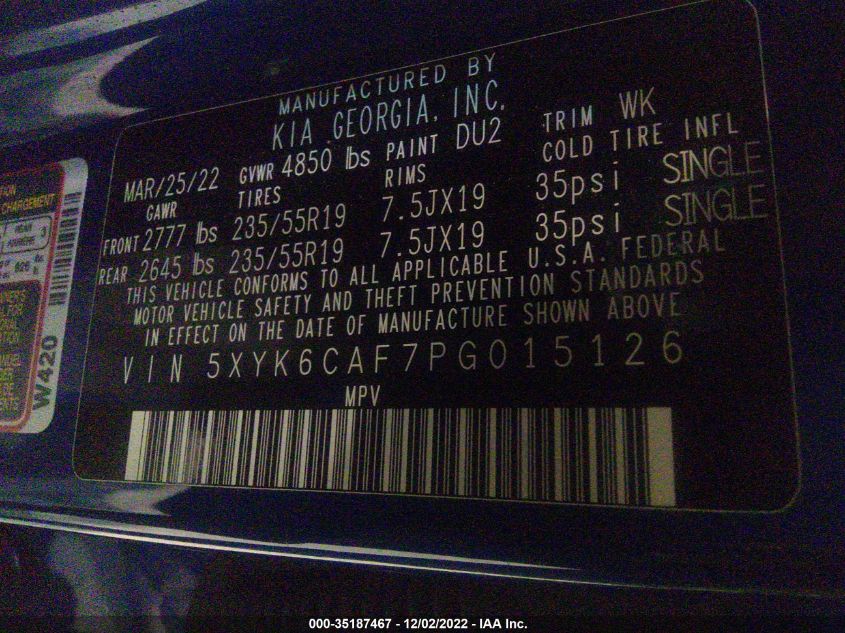 MANUFACTURED BY
KIA GEORGIA, INC.
MAR/25/22 GVWR 4850 lbs PAINT DU2 TRIM WK
GAWR TIRES RIMS COLD TIRE INFL
FRONT 2777 lbs 235/55R19 7.5JX19 35psi SINGLE
REAR 2645 lbs 235/55R19 7.5JX19 35psi SINGLE
THIS VEHICLE CONFORMS TO ALL APPLICABLE U.S.A. FEDERAL
MOTOR VEHICLE SAFETY AND THEFT PREVENTION STANDARDS
IN EFFECT ON THE DATE OF MANUFACTURE SHOWN ABOVE
VIN 5XYK6CAF7PG015126
MPV
CHARGEMENT
3
W420
000-35187467 - 12/02/2022 - IAA Inc.